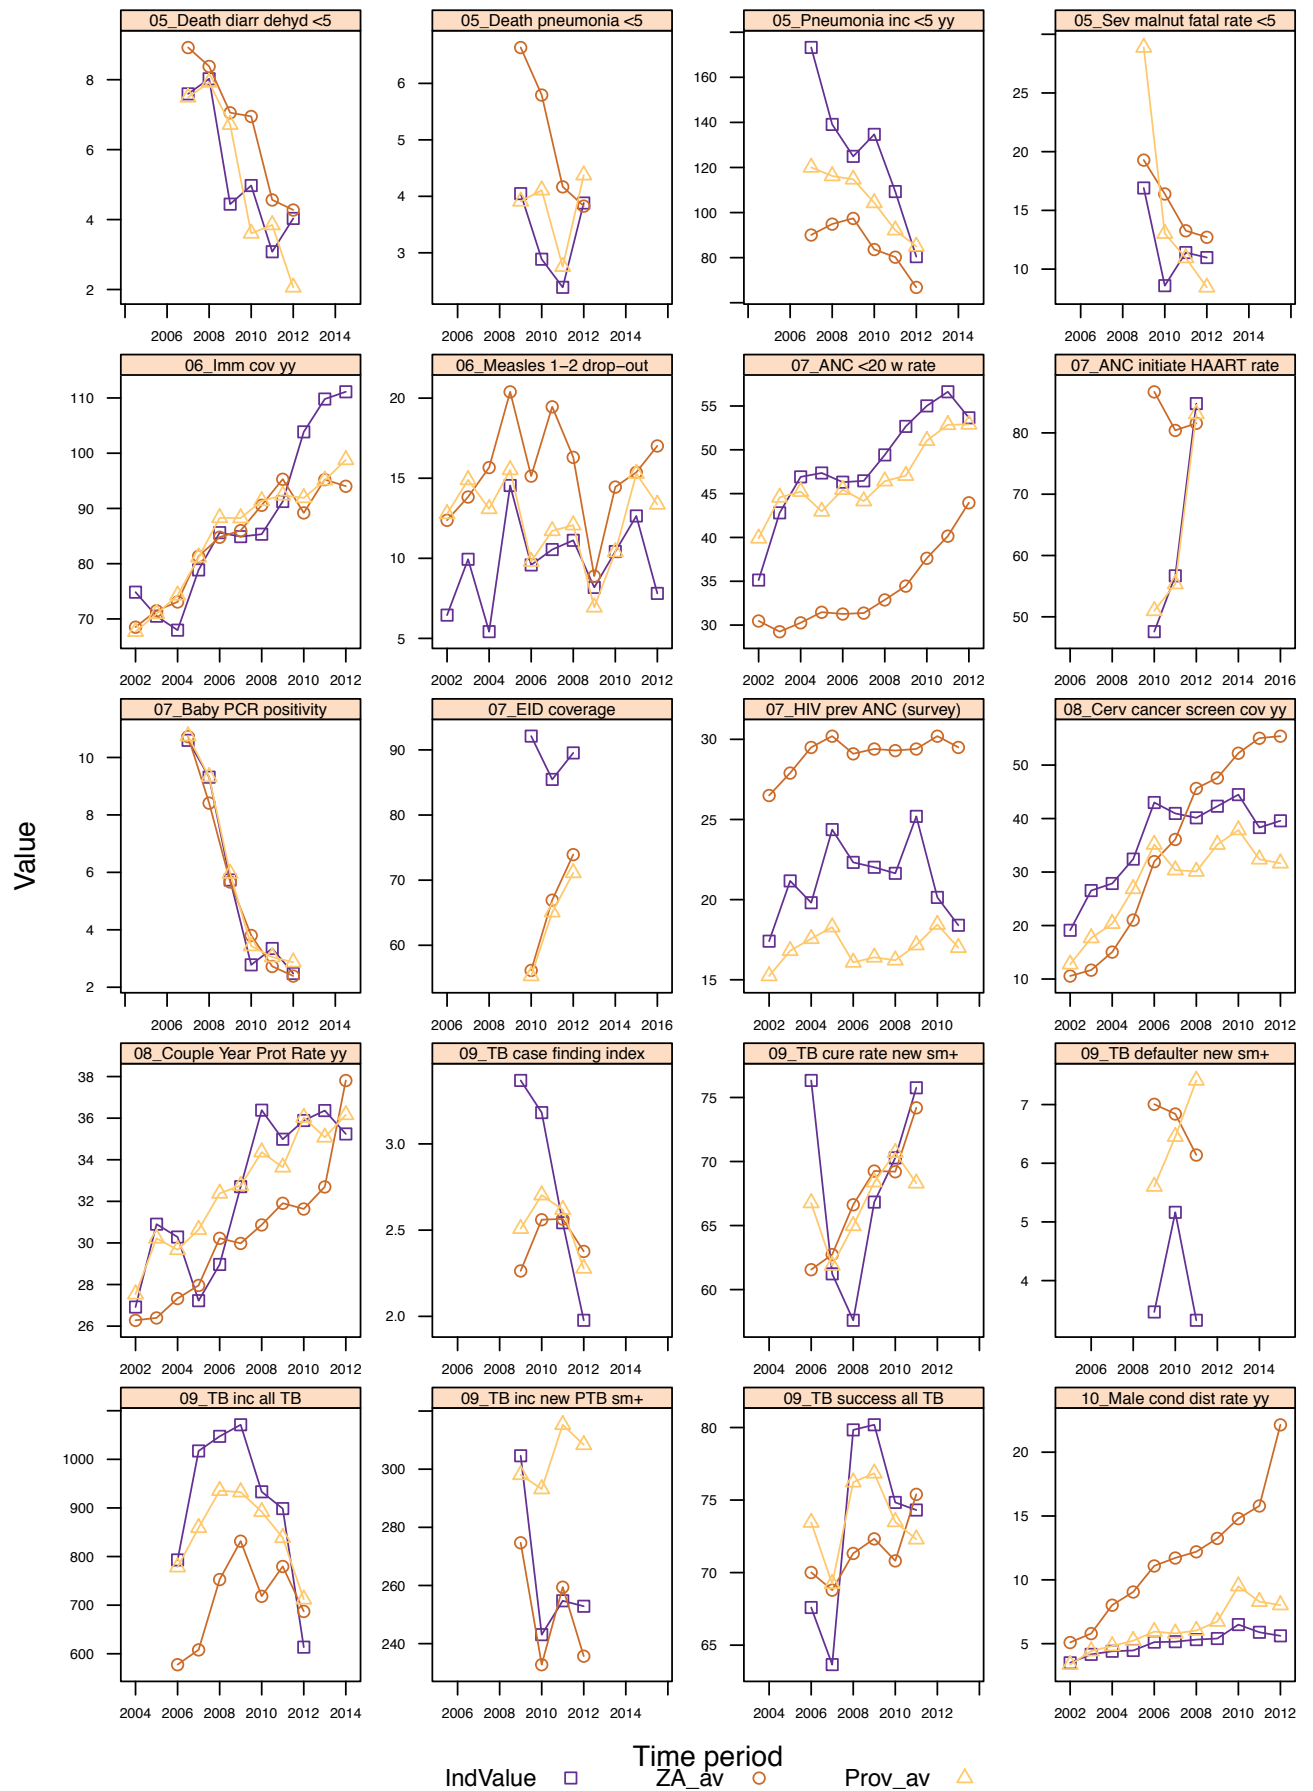 05_Death diarr dehyd <5
8
6
4
2
2006 2008 2010 2012 2014
05_Death pneumonia <5
6
5
4
3
2006 2008 2010 2012 2014
05_Pneumonia inc <5 yy
160
140
120
100
80
2006 2008 2010 2012 2014
05_Sev malnut fatal rate <5
25
20
15
10
2006 2008 2010 2012 2014
06_Imm cov yy
110
100
90
80
70
2002 2004 2006 2008 2010 2012
06_Measles 1−2 drop−out
20
15
10
5
2002 2004 2006 2008 2010 2012
07_ANC <20 w rate
55
50
45
40
35
30
2002 2004 2006 2008 2010 2012
07_ANC initiate HAART rate
80
70
60
50
2006 2008 2010 2012 2014 2016
07_Baby PCR positivity
10
8
6
4
2
2006 2008 2010 2012 2014
07_EID coverage
90
80
70
60
2006 2008 2010 2012 2014 2016
07_HIV prev ANC (survey)
30
25
20
15
2002 2004 2006 2008 2010
08_Cerv cancer screen cov yy
50
40
30
20
10
2002 2004 2006 2008 2010 2012
08_Couple Year Prot Rate yy
38
36
34
32
30
28
26
2002 2004 2006 2008 2010 2012
09_TB case finding index
3.0
2.5
2.0
2006 2008 2010 2012 2014
09_TB cure rate new sm+
75
70
65
60
2004 2006 2008 2010 2012
09_TB defaulter new sm+
7
6
5
4
2006 2008 2010 2012 2014
09_TB inc all TB
1000
900
800
700
600
2004 2006 2008 2010 2012 2014
09_TB inc new PTB sm+
300
280
260
240
2006 2008 2010 2012 2014
09_TB success all TB
80
75
70
65
2004 2006 2008 2010 2012
10_Male cond dist rate yy
20
15
10
5
2002 2004 2006 2008 2010 2012
Value
Time period
IndValue ZA_av Prov_av